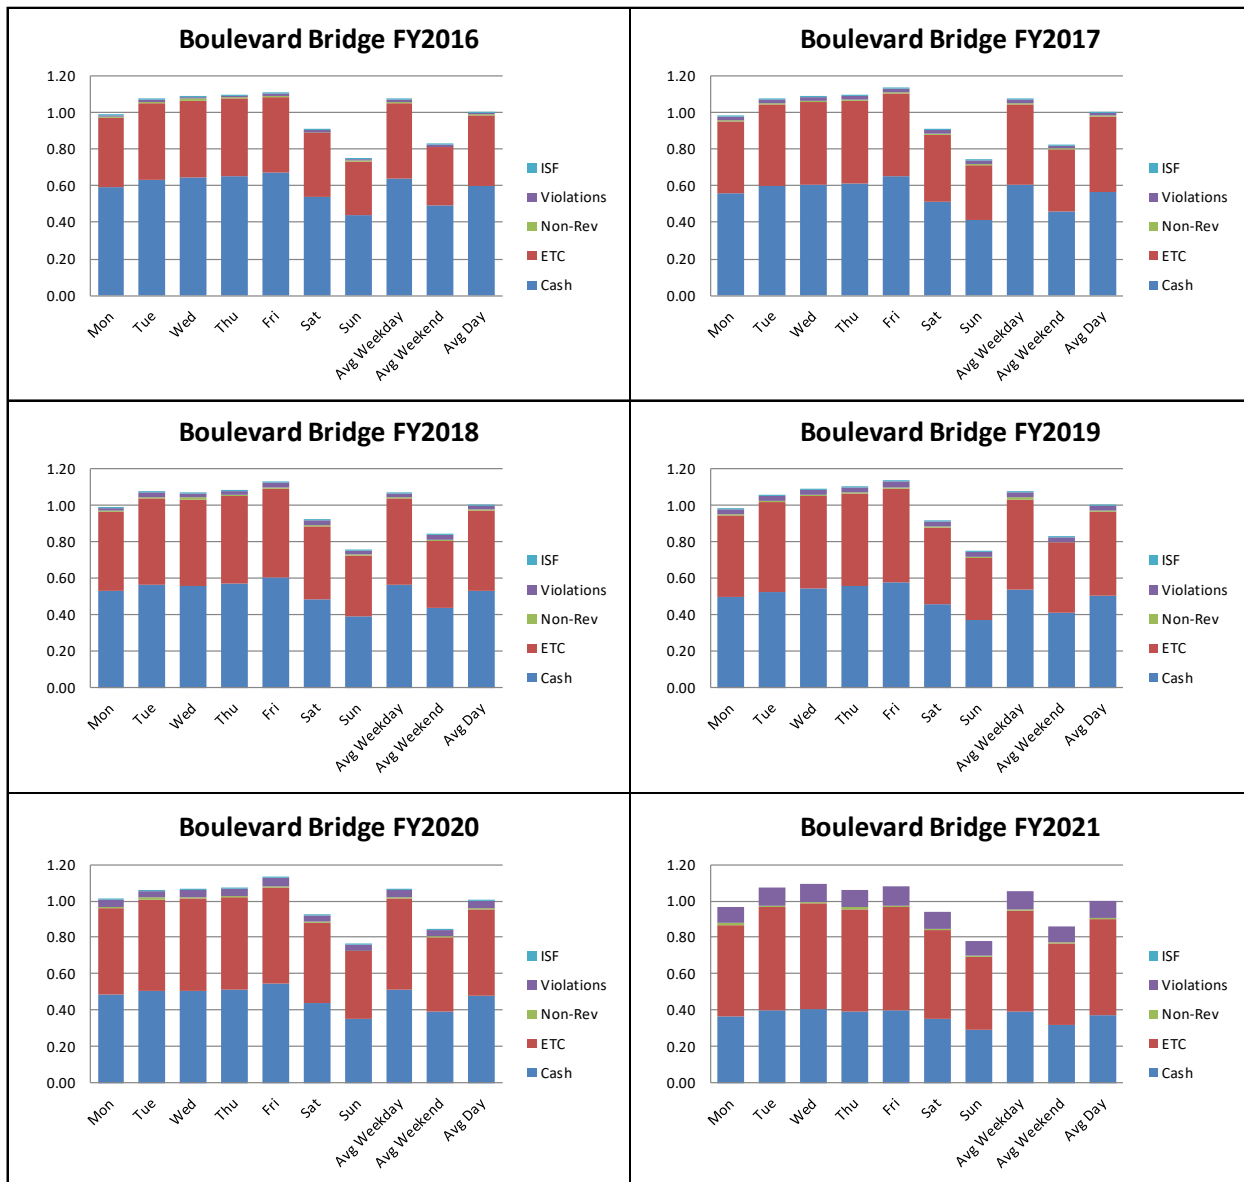 Boulevard Bridge FY2016
1.20
1.00
0.80
0.60
0.40
0.20
0.00
Mon
Tue
Wed
Thu
Fri
Sat
Sun
Avg Weekday
Avg Weekend
Avg Day
ISF
Violations
Non-Rev
ETC
Cash
Boulevard Bridge FY2017
1.20
1.00
0.80
0.60
0.40
0.20
0.00
Mon
Tue
Wed
Thu
Fri
Sat
Sun
Avg Weekday
Avg Weekend
Avg Day
ISF
Violations
Non-Rev
ETC
Cash
Boulevard Bridge FY2018
1.20
1.00
0.80
0.60
0.40
0.20
0.00
Mon
Tue
Wed
Thu
Fri
Sat
Sun
Avg Weekday
Avg Weekend
Avg Day
ISF
Violations
Non-Rev
ETC
Cash
Boulevard Bridge FY2019
1.20
1.00
0.80
0.60
0.40
0.20
0.00
Mon
Tue
Wed
Thu
Fri
Sat
Sun
Avg Weekday
Avg Weekend
Avg Day
ISF
Violations
Non-Rev
ETC
Cash
Boulevard Bridge FY2020
1.20
1.00
0.80
0.60
0.40
0.20
0.00
Mon
Tue
Wed
Thu
Fri
Sat
Sun
Avg Weekday
Avg Weekend
Avg Day
ISF
Violations
Non-Rev
ETC
Cash
Boulevard Bridge FY2021
1.20
1.00
0.80
0.60
0.40
0.20
0.00
Mon
Tue
Wed
Thu
Fri
Sat
Sun
Avg Weekday
Avg Weekend
Avg Day
ISF
Violations
Non-Rev
ETC
Cash